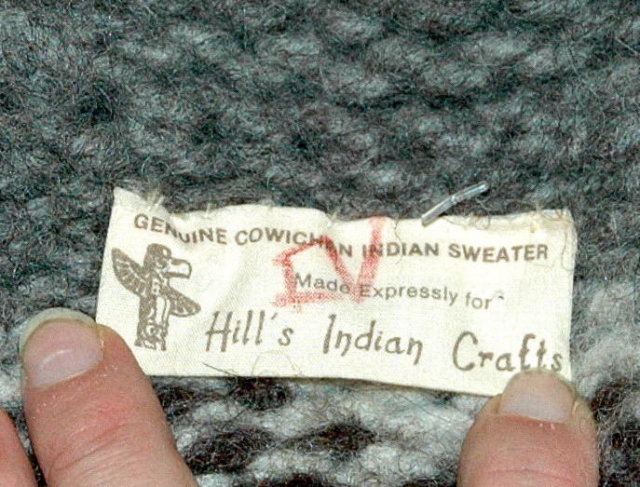 GENUINE COWICHAN INDIAN SWEATER
Made Expressly for
Hill's Indian Crafts